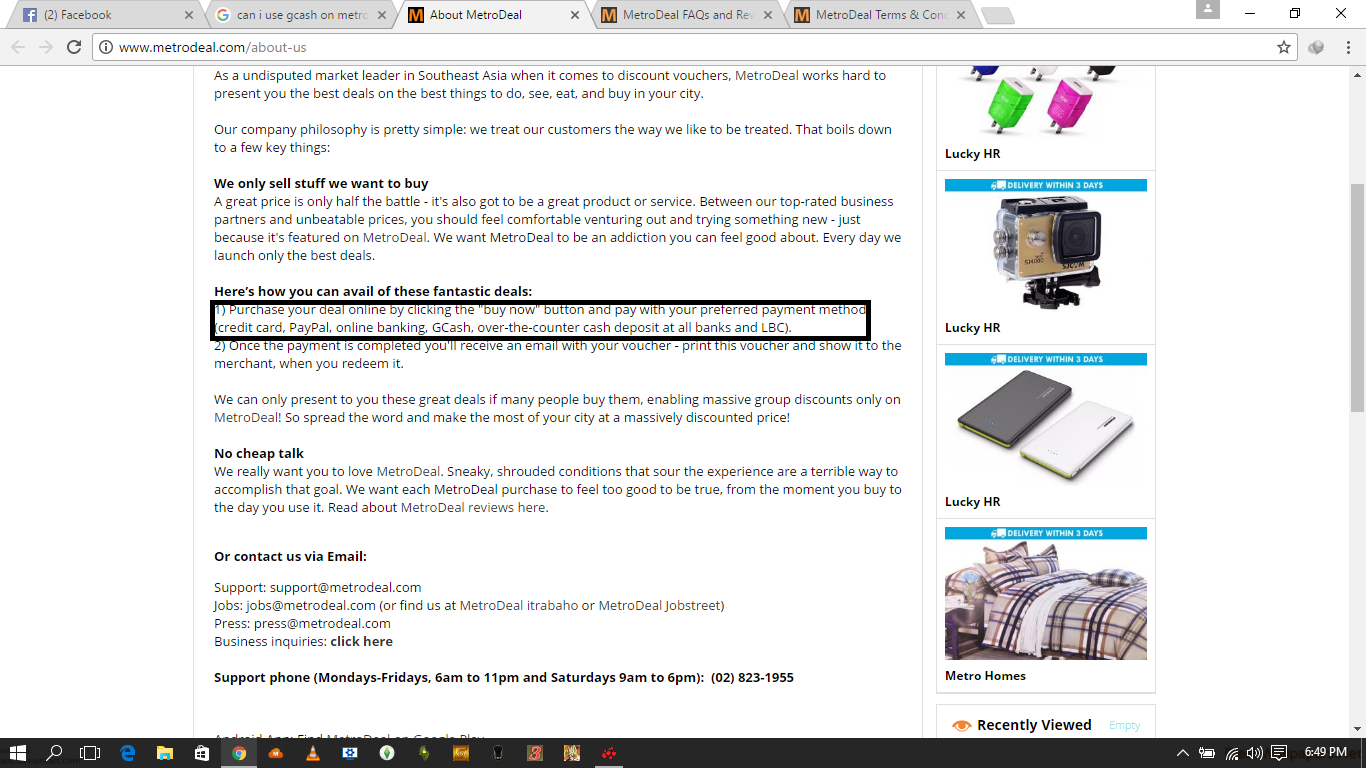 (2) Facebook
can i use gcash on metro
About MetroDeal
MetroDeal FAQs and Rev
MetroDeal Terms & Cond
www.metrodeal.com/about-us
As a undisputed market leader in Southeast Asia when it comes to discount vouchers, MetroDeal works hard to
present you the best deals on the best things to do, see, eat, and buy in your city.
Our company philosophy is pretty simple: we treat our customers the way we like to be treated. That boils down
to a few key things:
We only sell stuff we want to buy
A great price is only half the battle - it's also got to be a great product or service. Between our top-rated business
partners and unbeatable prices, you should feel comfortable venturing out and trying something new - just
because it's featured on MetroDeal. We want MetroDeal to be an addiction you can feel good about. Every day we
launch only the best deals.
Here's how you can avail of these fantastic deals:
1) Purchase your deal online by clicking the "buy now" button and pay with your preferred payment method
(credit card, PayPal, online banking, GCash, over-the-counter cash deposit at all banks and LBC).
2) Once the payment is completed you'll receive an email with your voucher - print this voucher and show it to the
merchant, when you redeem it.
We can only present to you these great deals if many people buy them, enabling massive group discounts only on
MetroDeal! So spread the word and make the most of your city at a massively discounted price!
No cheap talk
We really want you to love MetroDeal. Sneaky, shrouded conditions that sour the experience are a terrible way to
accomplish that goal. We want each MetroDeal purchase to feel too good to be true, from the moment you buy to
the day you use it. Read about MetroDeal reviews here.
Or contact us via Email:
Support: support@metrodeal.com
Jobs: jobs@metrodeal.com (or find us at MetroDeal itrabaho or MetroDeal Jobstreet)
Press: press@metrodeal.com
Business inquiries: click here
Support phone (Mondays-Fridays, 6am to 11pm and Saturdays 9am to 6pm): (02) 823-1955
Android App: Find MetroDeal on Google Play
Lucky HR
DELIVERY WITHIN 3 DAYS
SJ4000
SJCAM
Lucky HR
DELIVERY WITHIN 3 DAYS
Lucky HR
DELIVERY WITHIN 3 DAYS
Metro Homes
Recently Viewed
Empty
6:49 PM